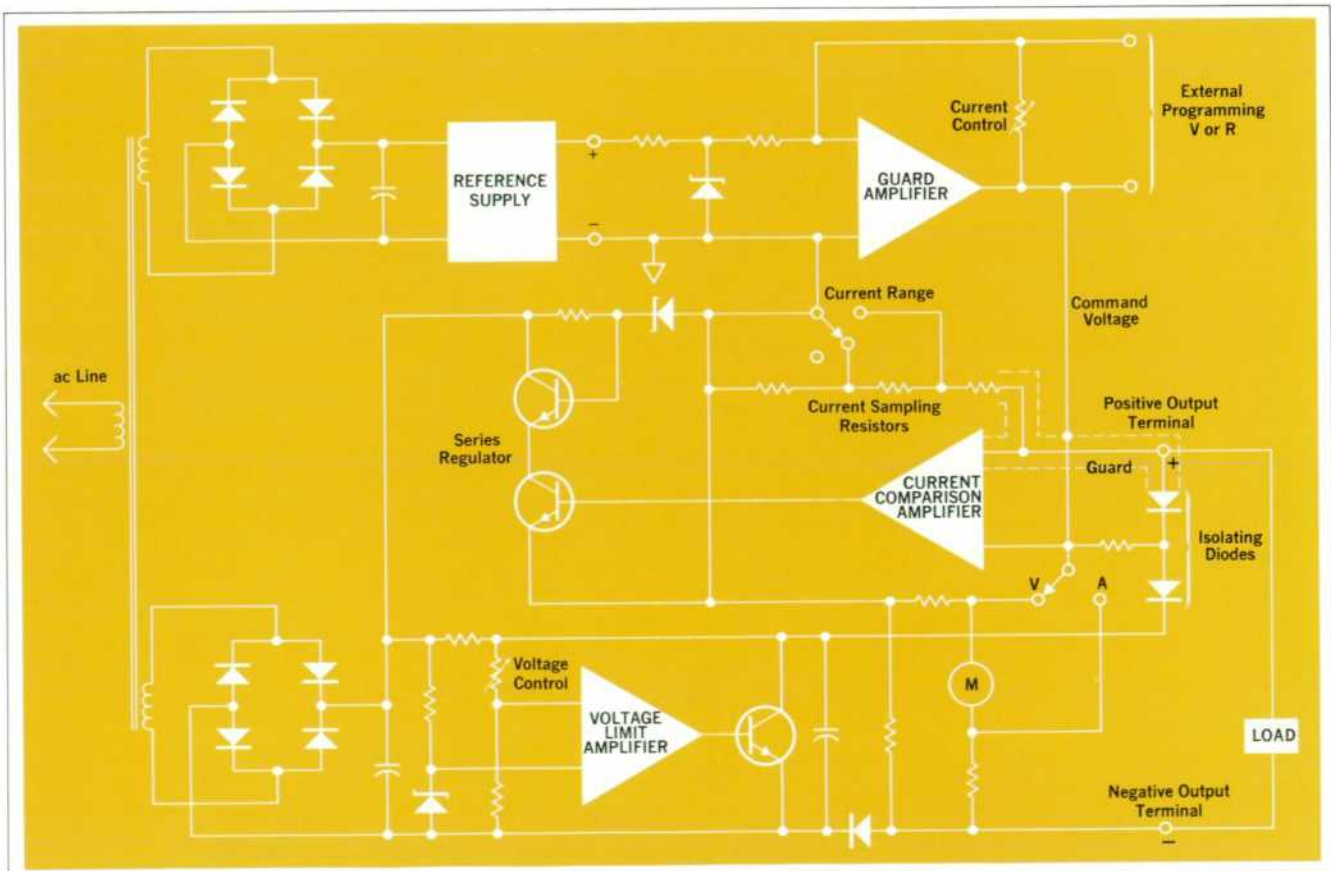 External
Programming
V or R
Current
Control
REFERENCE
SUPPLY
+
−
GUARD
AMPLIFIER
Current Range
Command
Voltage
ac Line
Current Sampling
Resistors
Positive Output
Terminal
+
Series
Regulator
Guard
CURRENT
COMPARISON
AMPLIFIER
Isolating
Diodes
V
A
Voltage
Control
M
VOLTAGE
LIMIT
AMPLIFIER
LOAD
Negative Output
Terminal
−